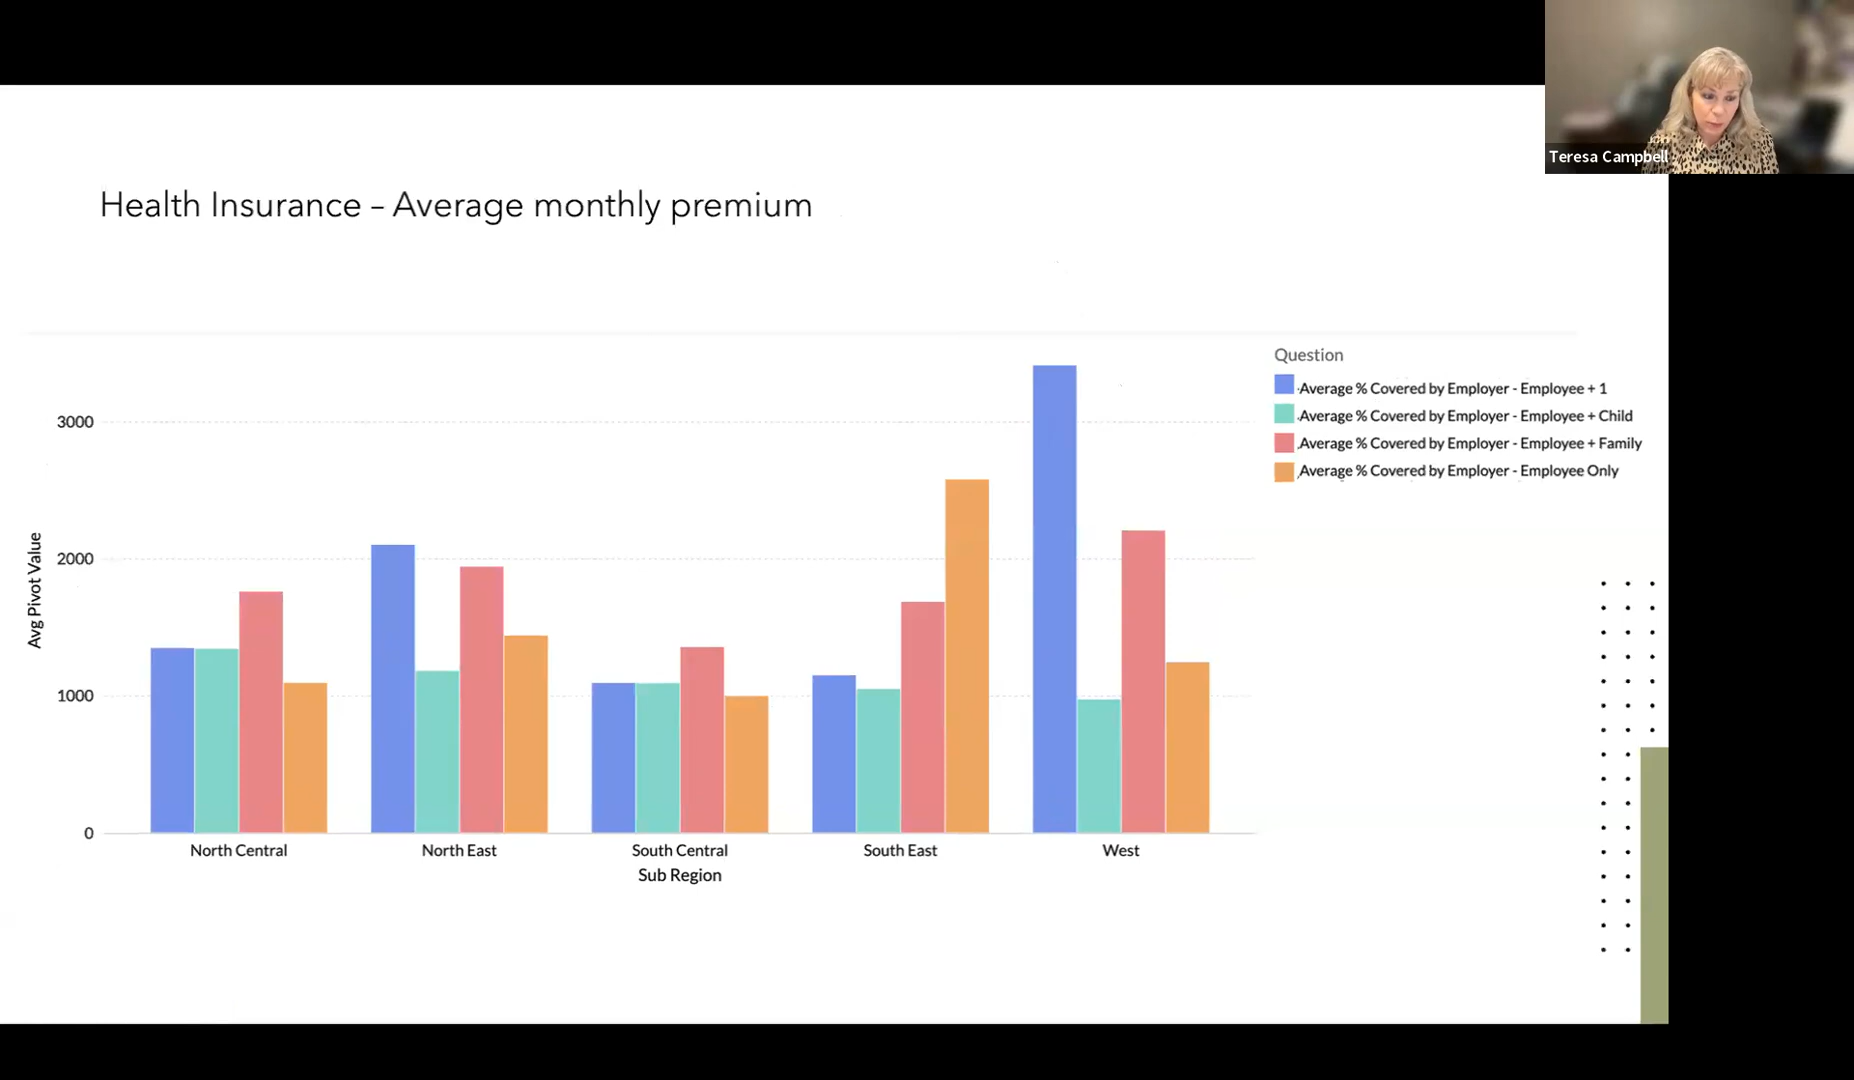 Teresa Campbell
Health Insurance – Average monthly premium
Question
Average % Covered by Employer - Employee + 1
Average % Covered by Employer - Employee + Child
Average % Covered by Employer - Employee + Family
Average % Covered by Employer - Employee Only
Avg Pivot Value
3000
2000
1000
0
North Central
North East
South Central
South East
West
Sub Region